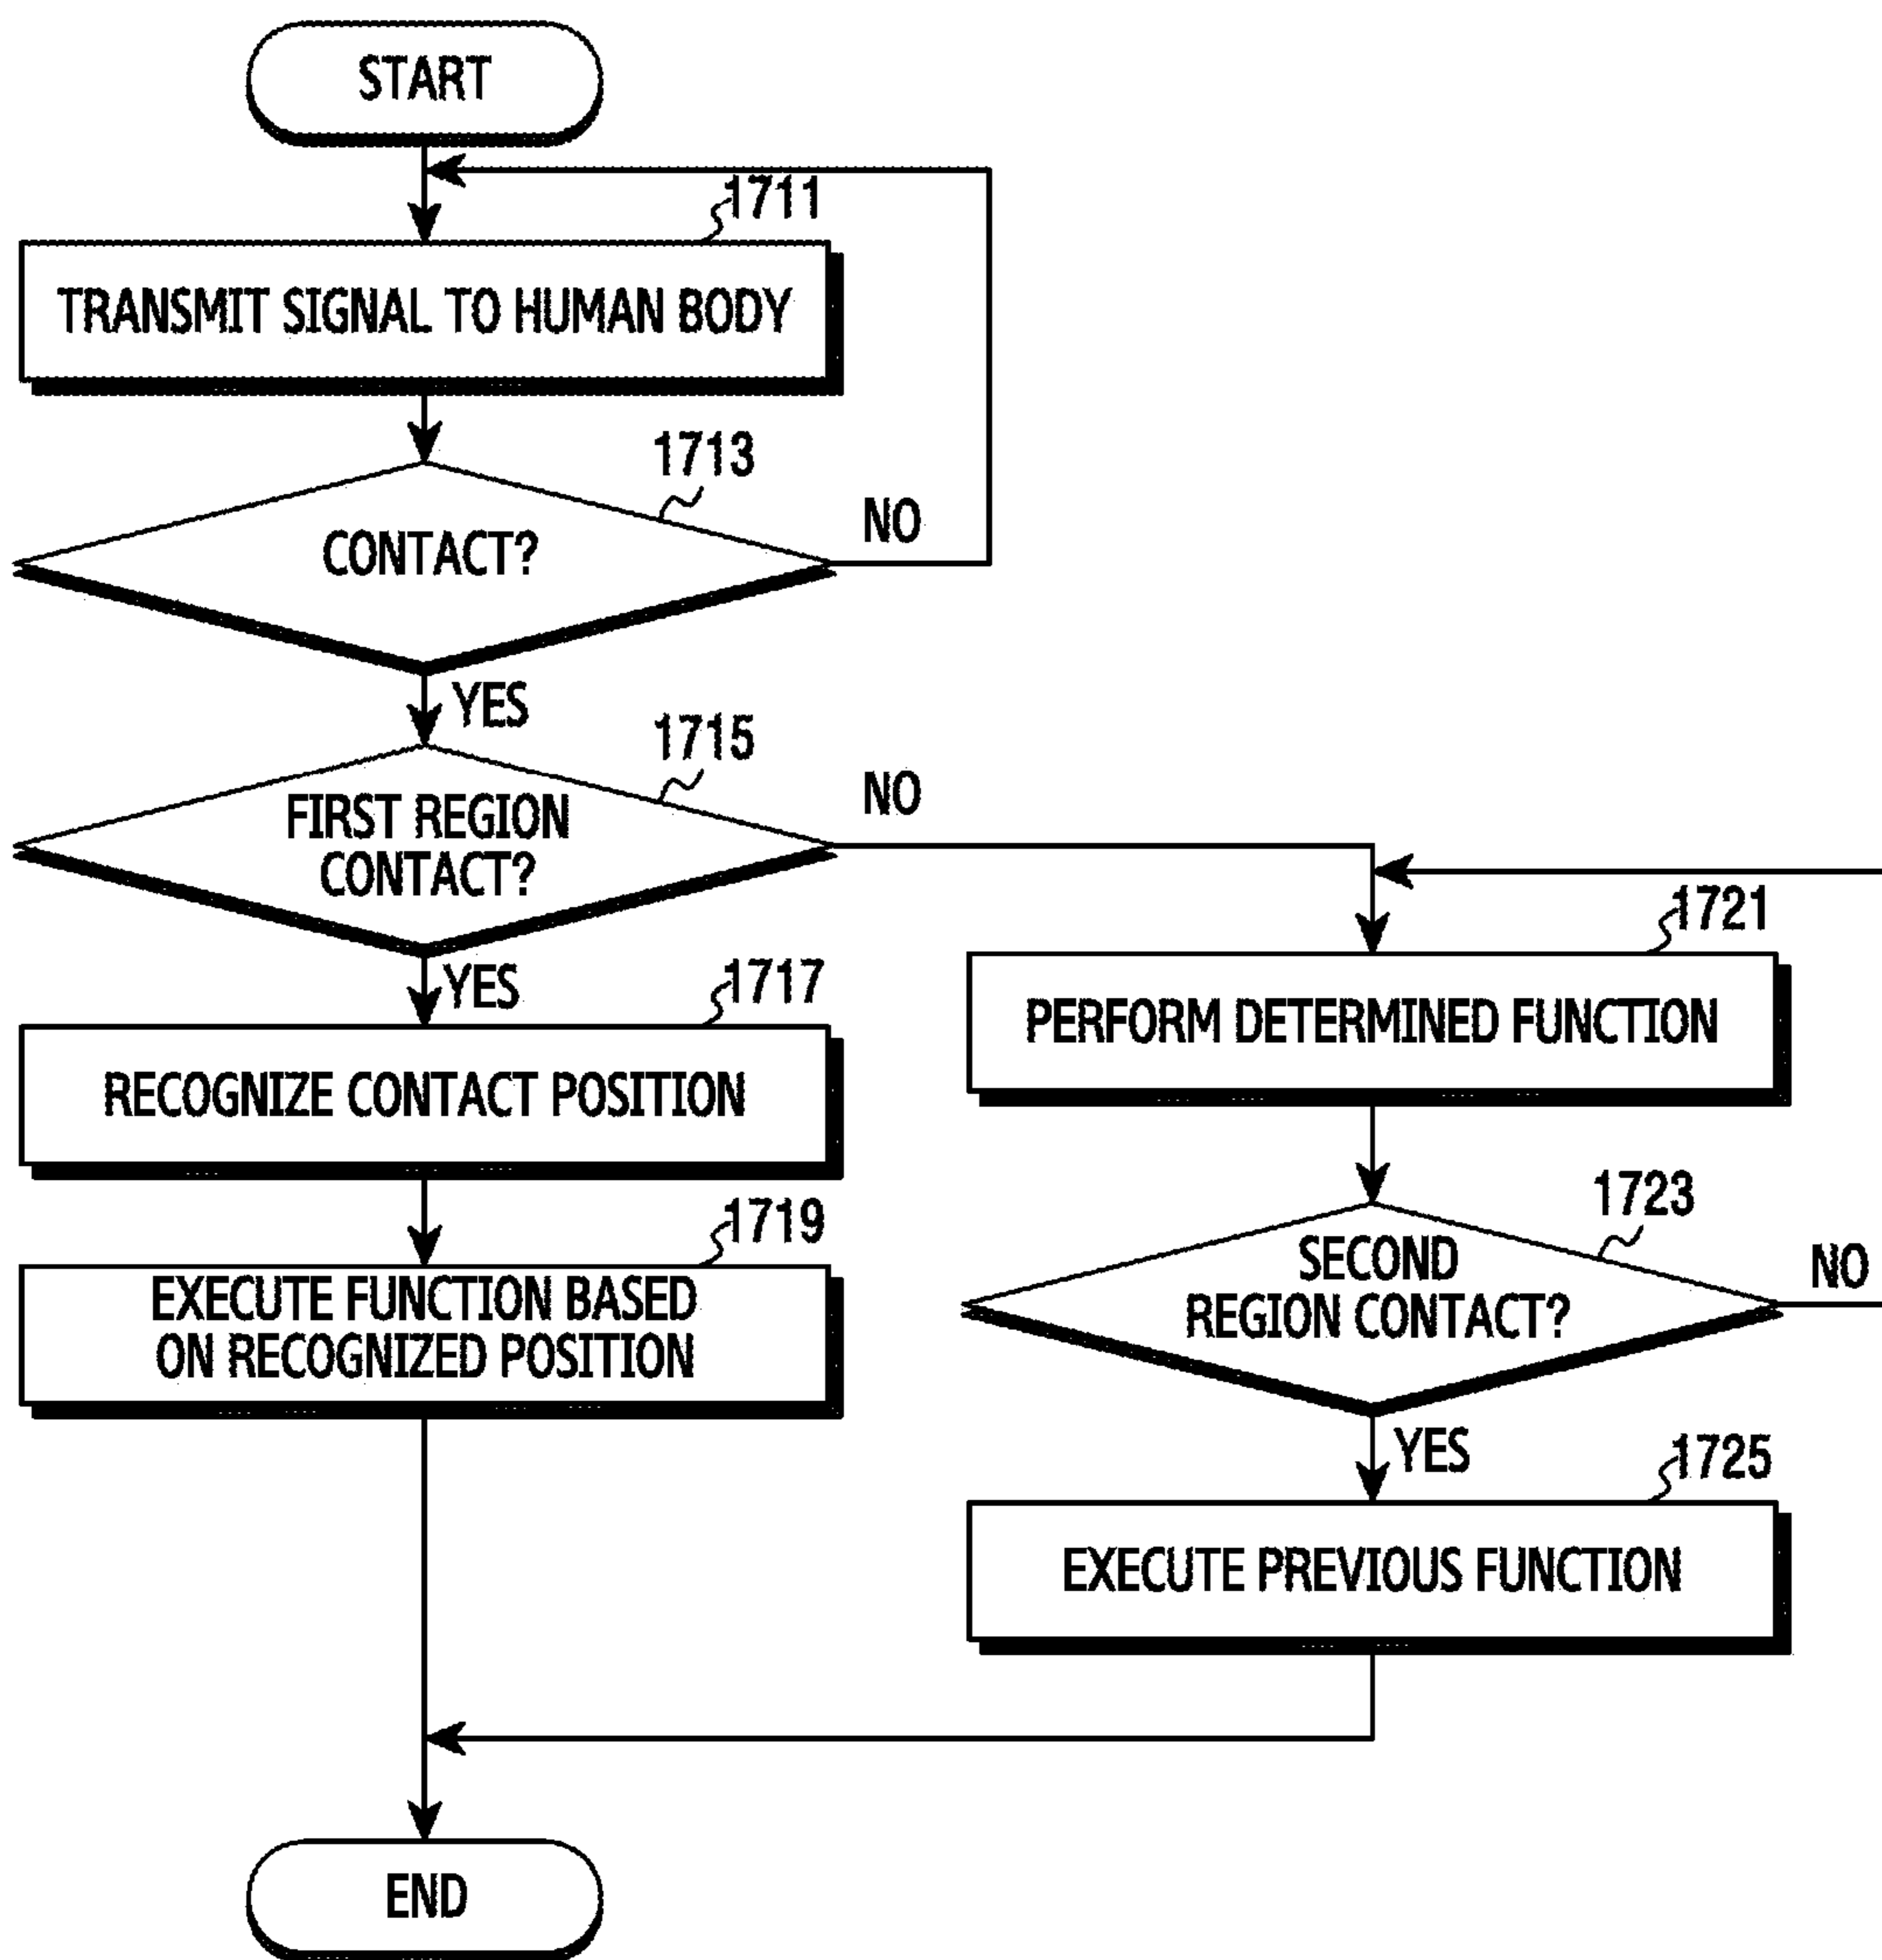 START
1711
TRANSMIT SIGNAL TO HUMAN BODY
1713
CONTACT?
NO
YES
1715
FIRST REGION
CONTACT?
NO
YES
1717
RECOGNIZE CONTACT POSITION
1719
EXECUTE FUNCTION BASED
ON RECOGNIZED POSITION
1721
PERFORM DETERMINED FUNCTION
1723
SECOND
REGION CONTACT?
NO
YES
1725
EXECUTE PREVIOUS FUNCTION
END